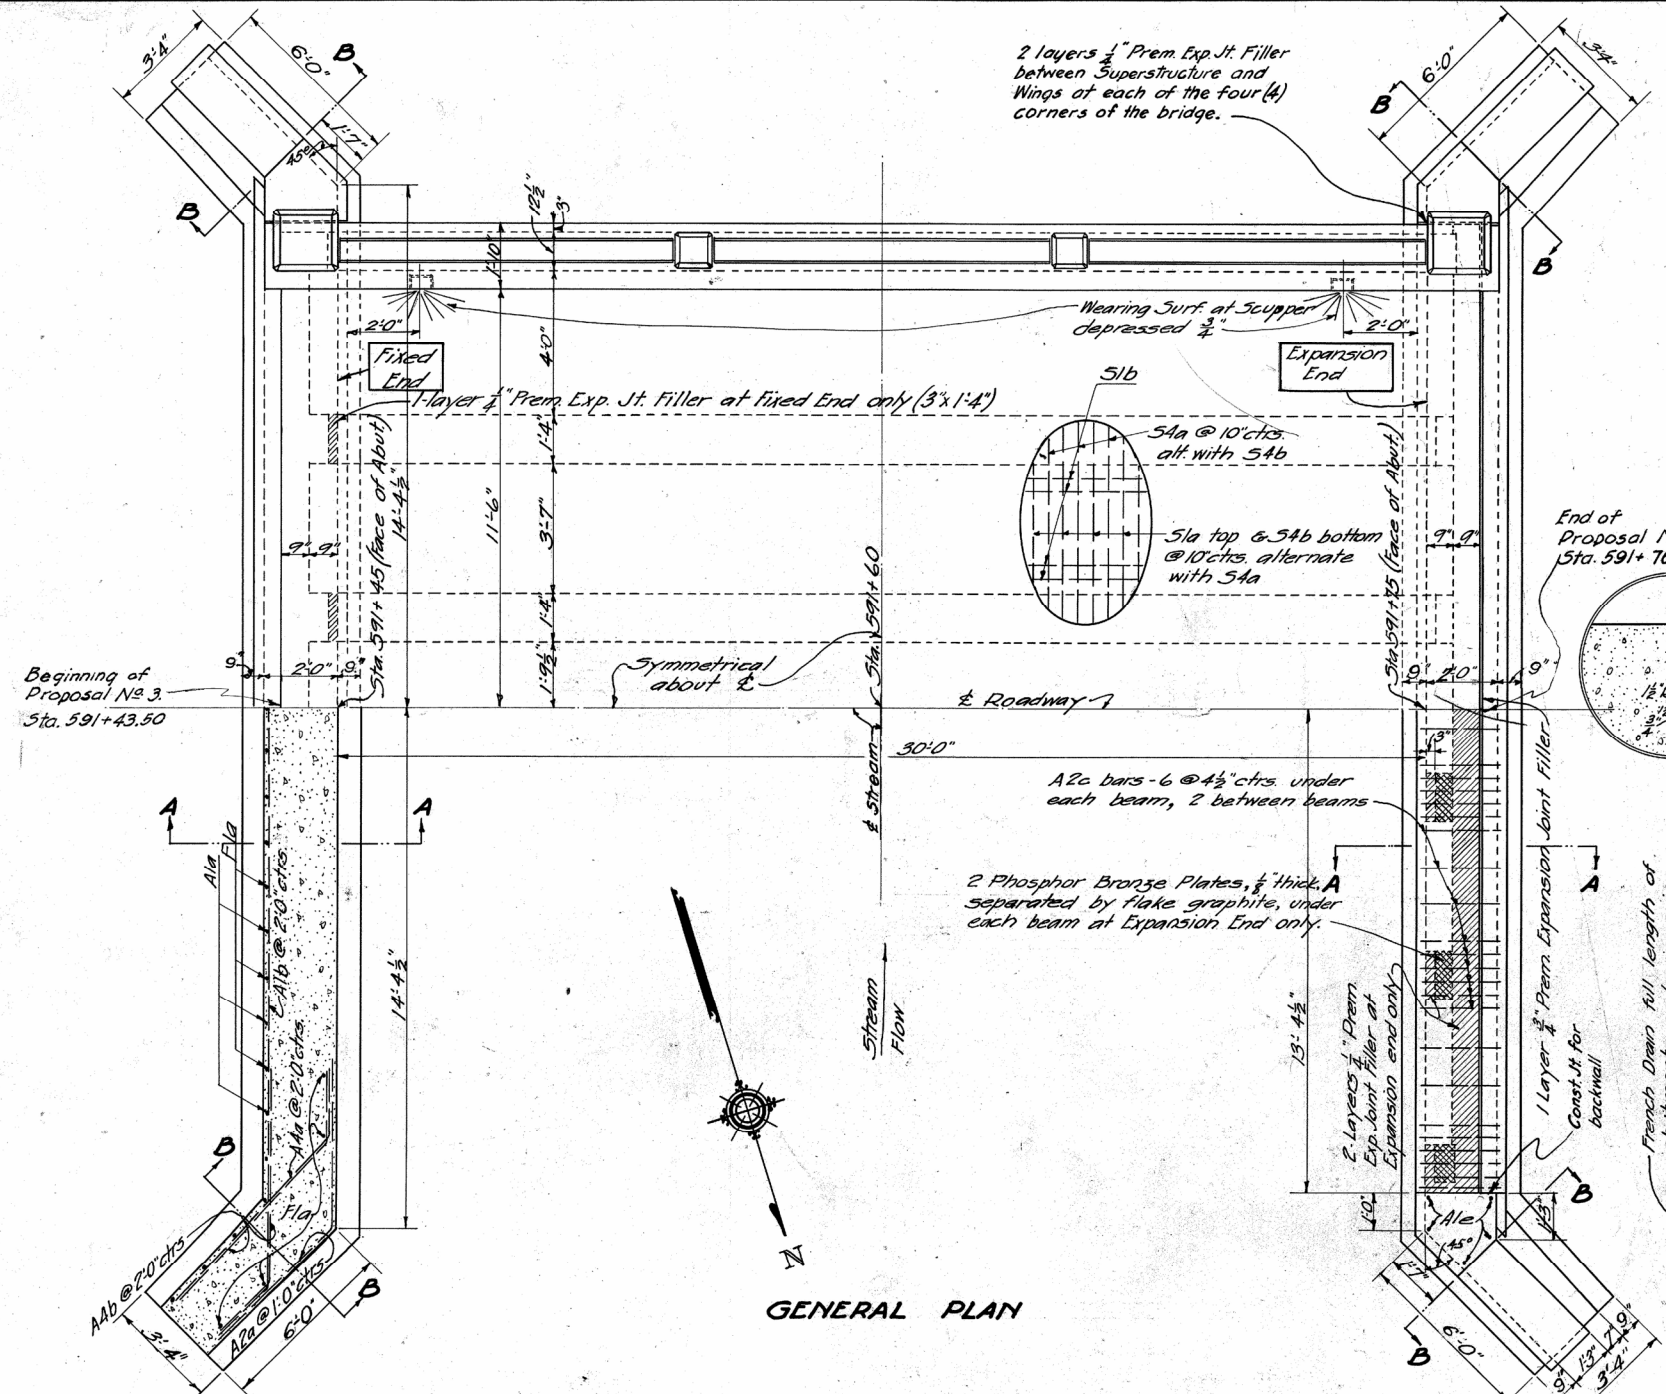 3'-4"
6'-0"
B
45°
1'-7"
B
2 layers 1/4" Prem. Exp. Jt. Filler
between Superstructure and
Wings at each of the four (4)
corners of the bridge.
6'-0"
3'-4"
B
B
12 1/2"
3"
1'-10"
2'-0"
Fixed
End
4'-0"
Wearing Surf. at Scupper
depressed 3/4"
2'-0"
Expansion
End
1-layer 1/4" Prem. Exp. Jt. Filler at Fixed End only (3"x1'-4")
S1b
S4a @ 10" ctrs.
alt. with S4b
S1a top & S4b bottom
@ 10" ctrs. alternate
with S4a
1'-4"
3'-7"
1'-4"
1'-9 1/2"
11'-6"
14'-4 1/2"
Sta. 591+45 (Face of Abut.)
9" 9"
9"
2'-0"
9"
Sta. 591+60
Sta. 591+75 (Face of Abut.)
9" 9"
9"
2'-0"
9"
End of
Proposal
Sta. 591+
Beginning of
Proposal No. 3.
Sta. 591+43.50
Symmetrical
about ℄
℄ Roadway
℄ Stream
30'-0"
3"
1 1/2"
3/4
A
A
A2c bars-6 @ 4 1/2" ctrs. under
each beam, 2 between beams
2 Phosphor Bronze Plates, 1/8" thick,
separated by flake graphite, under
each beam at Expansion End only.
A
A
A1a
F1a
A1b @ 2'-0" ctrs.
A4a @ 2'-0" ctrs.
14'-4 1/2"
Stream
Flow
N
13'-4 1/2"
2-Layers 1/4" Prem.
Exp. Joint Filler at
Expansion end only
1 Layer 3/4" Prem. Expansion Joint Filler
Const. Jt. for
backwall
French Drain full length of
B
F1a
A4b @ 2'-0" ctrs
A2a @ 1'-0" ctrs
3'-4"
6'-0"
B
1'-0"
A1e
45°
1'-7"
1'-3"
B
B
6'-0"
9"
1'-3"
7"
9"
3'-4"
GENERAL PLAN